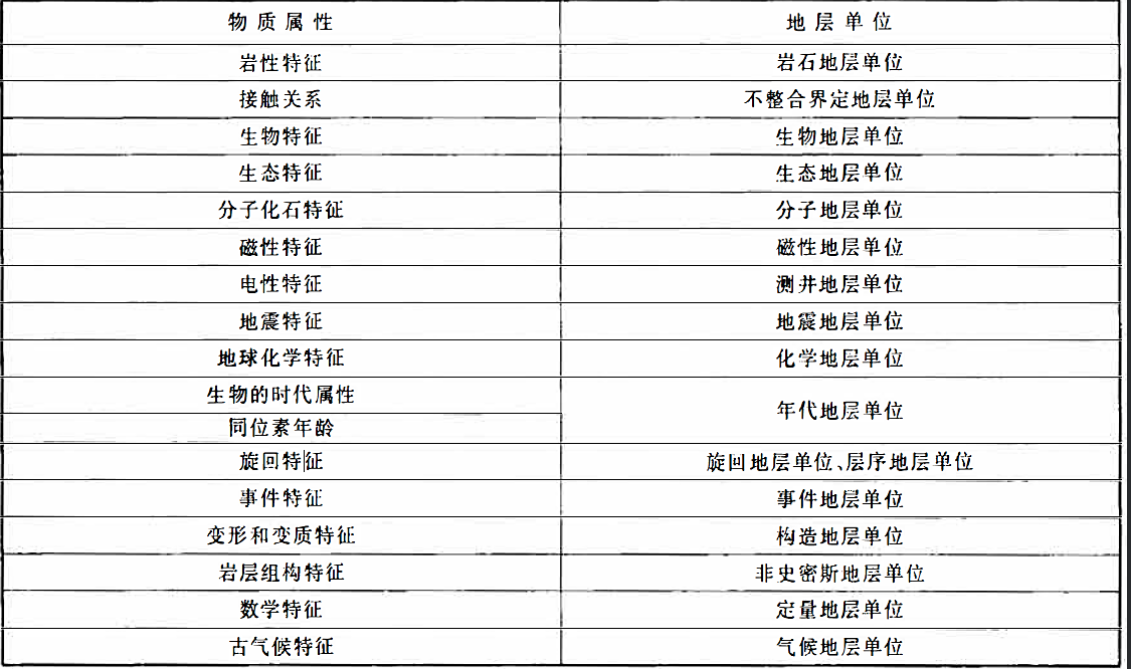 物质属性 地层单位
岩性特征 岩石地层单位
接触关系 不整合界定地层单位
生物特征 生物地层单位
生态特征 生态地层单位
分子化石特征 分子地层单位
磁性特征 磁性地层单位
电性特征 测井地层单位
地震特征 地震地层单位
地球化学特征 化学地层单位
生物的时代属性 年代地层单位
同位素年龄
旋回特征 旋回地层单位、层序地层单位
事件特征 事件地层单位
变形和变质特征 构造地层单位
岩层组构特征 非史密斯地层单位
数学特征 定量地层单位
古气候特征 气候地层单位